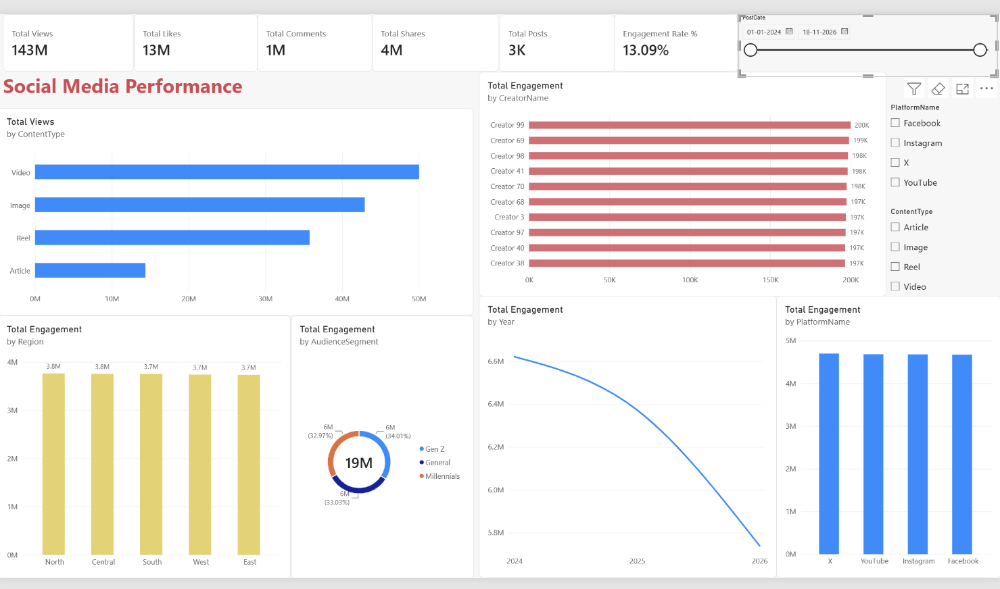 Total Views
143M
Total Likes
13M
Total Comments
1M
Total Shares
4M
Total Posts
3K
Engagement Rate %
13.09%
PostDate
01-01-2024
18-11-2026
Social Media Performance
Total Views
by ContentType
Video
Image
Reel
Article
0M 10M 20M 30M 40M 50M
Total Engagement
by CreatorName
Creator 99 200K
Creator 69 199K
Creator 98 198K
Creator 41 198K
Creator 70 198K
Creator 68 197K
Creator 3 197K
Creator 97 197K
Creator 40 197K
Creator 38 197K
0K 50K 100K 150K 200K
PlatformName
Facebook
Instagram
X
YouTube
ContentType
Article
Image
Reel
Video
Total Engagement
by Region
4M
3M
2M
1M
0M
3.8M 3.8M 3.7M 3.7M 3.7M
North Central South West East
Total Engagement
by AudienceSegment
6M
(32.97%)
6M
(34.01%)
19M
6M
(33.03%)
Gen Z
General
Millennials
Total Engagement
by Year
6.6M
6.4M
6.2M
6.0M
5.8M
2024 2025 2026
Total Engagement
by PlatformName
5M
4M
3M
2M
1M
0M
X YouTube Instagram Facebook